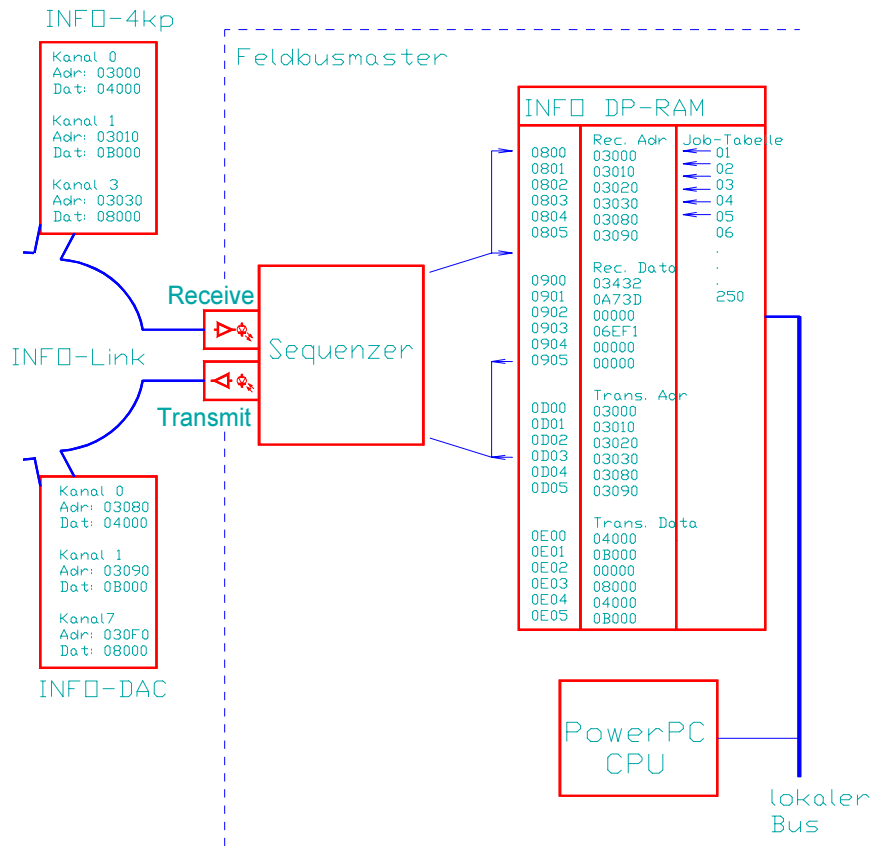 INFO-4kp
Kanal 0
Adr: 03000
Dat: 04000
Kanal 1
Adr: 03010
Dat: 0B000
Kanal 3
Adr: 03030
Dat: 08000
Feldbusmaster
Receive
INFO-Link
Transmit
Sequenzer
Kanal 0
Adr: 03080
Dat: 04000
Kanal 1
Adr: 03090
Dat: 0B000
Kanal7
Adr: 030F0
Dat: 08000
INFO-DAC
INFO DP-RAM
Rec. Adr Job-Tabelle
0800 03000 01
0801 03010 02
0802 03020 03
0803 03030 04
0804 03080 05
0805 03090 06
.
Rec. Data .
0900 03432 .
0901 0A73D 250
0902 00000
0903 06EF1
0904 00000
0905 00000
Trans. Adr
0D00 03000
0D01 03010
0D02 03020
0D03 03030
0D04 03080
0D05 03090
Trans. Data
0E00 04000
0E01 0B000
0E02 00000
0E03 08000
0E04 04000
0E05 0B000
PowerPC
CPU
lokaler
Bus